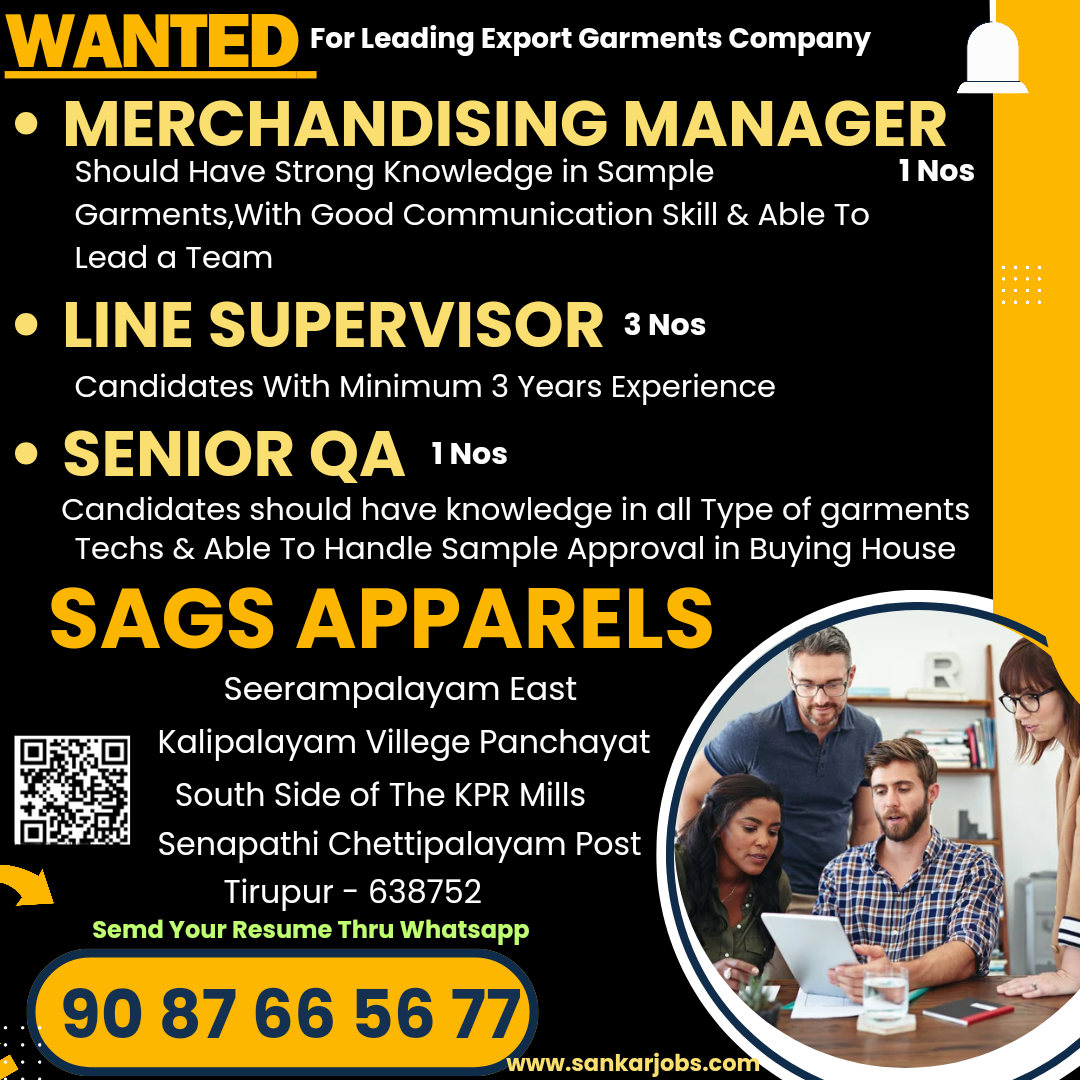 WANTED For Leading Export Garments Company
• MERCHANDISING MANAGER
Should Have Strong Knowledge in Sample 1 Nos
Garments,With Good Communication Skill & Able To
Lead a Team
• LINE SUPERVISOR 3 Nos
Candidates With Minimum 3 Years Experience
• SENIOR QA 1 Nos
Candidates should have knowledge in all Type of garments
Techs & Able To Handle Sample Approval in Buying House
SAGS APPARELS
Seerampalayam East
Kalipalayam Villege Panchayat
South Side of The KPR Mills
Senapathi Chettipalayam Post
Tirupur - 638752
Semd Your Resume Thru Whatsapp
90 87 66 56 77
www.sankarjobs.com
R